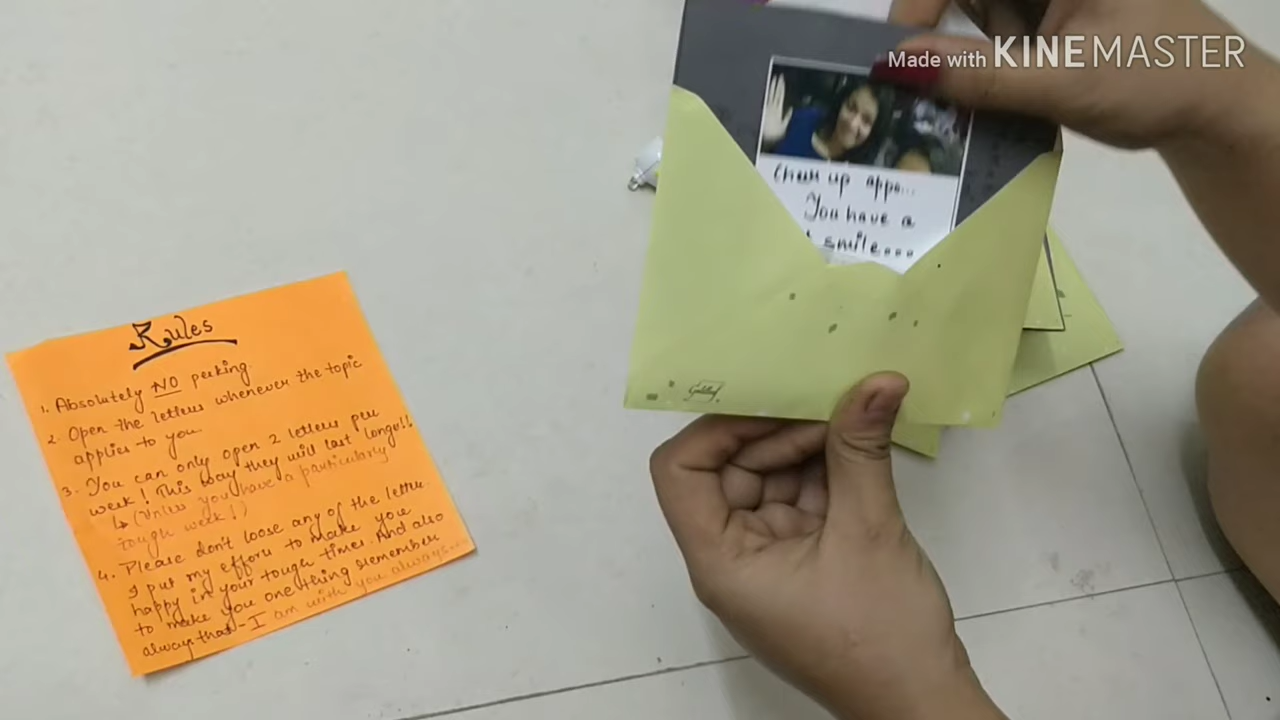 Made with KINEMASTER
Cheer up appo...
You have a
smile...
Rules
1. Absolutely NO peeking.
2. Open the letters whenever the topic
applies to you.
3. You can only open 2 letters per
week! This way they will last longer!!
↳ (Unless you have a particularly
tough week!)
4. Please don't loose any of the letter.
I put my efforts to make you
happy in your tough times. And also
to make you one thing remember
always that - I am with you always...